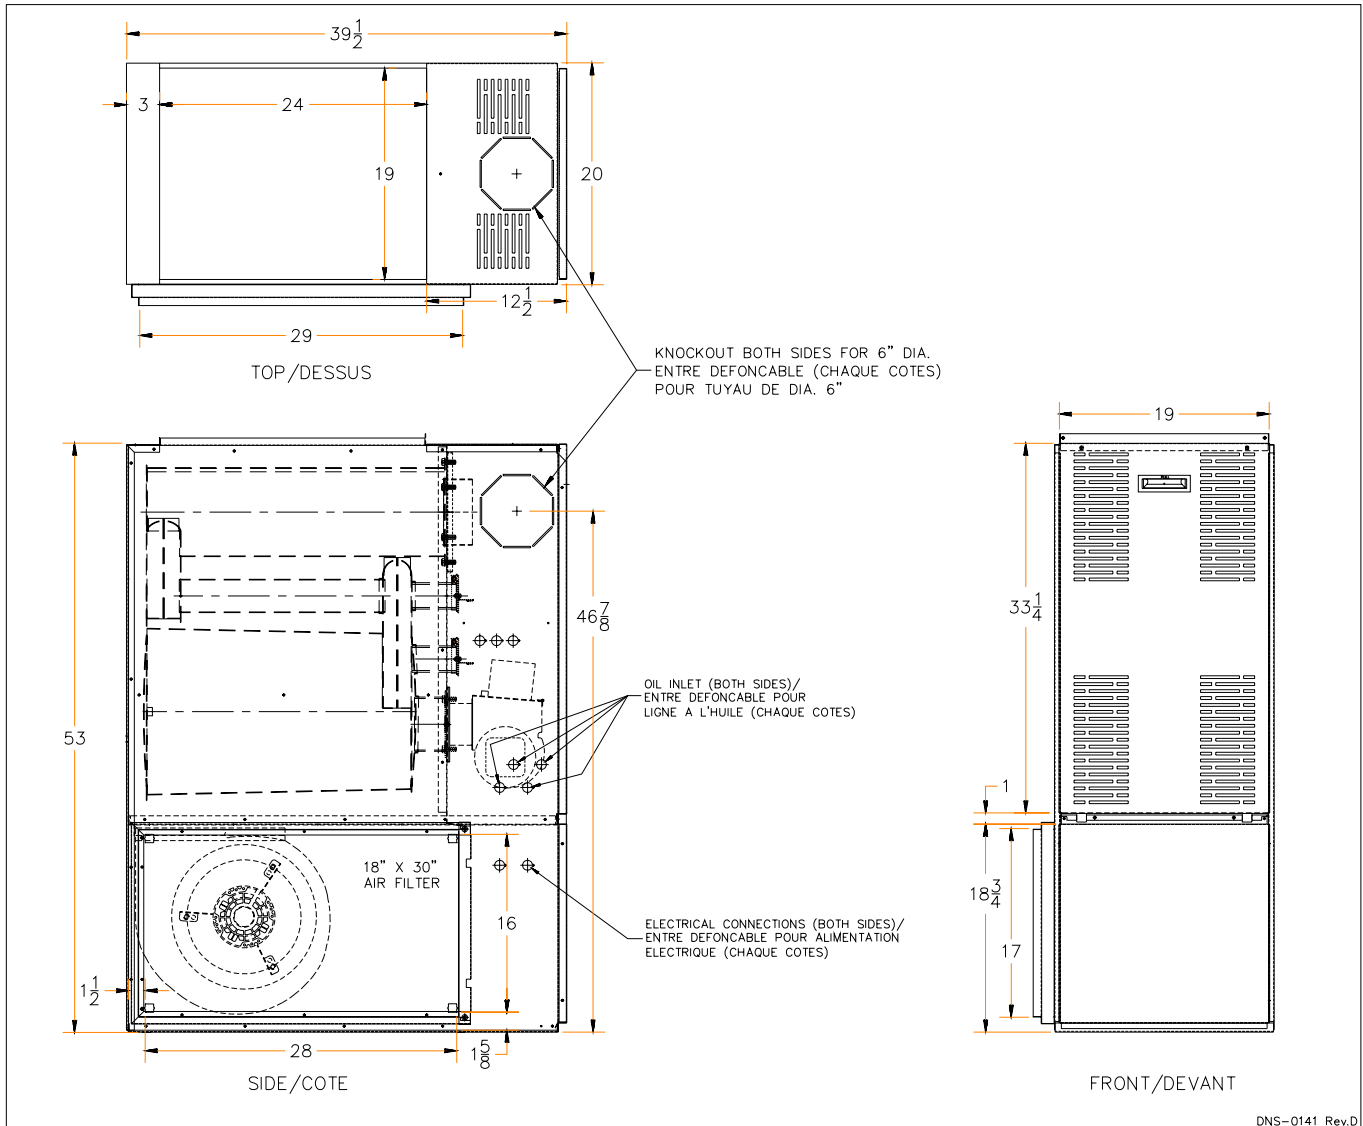 39 1/2
3
24
19
20
12 1/2
29
TOP/DESSUS
KNOCKOUT BOTH SIDES FOR 6" DIA.
ENTRE DEFONCABLE (CHAQUE COTES)
POUR TUYAU DE DIA. 6"
53
46 7/8
OIL INLET (BOTH SIDES)/
ENTRE DEFONCABLE POUR
LIGNE A L'HUILE (CHAQUE COTES)
18" X 30"
AIR FILTER
16
ELECTRICAL CONNECTIONS (BOTH SIDES)/
ENTRE DEFONCABLE POUR ALIMENTATION
ELECTRIQUE (CHAQUE COTES)
1 1/2
28
1 5/8
SIDE/COTE
19
33 1/4
1
18 3/4
17
FRONT/DEVANT
DNS-0141 Rev.D